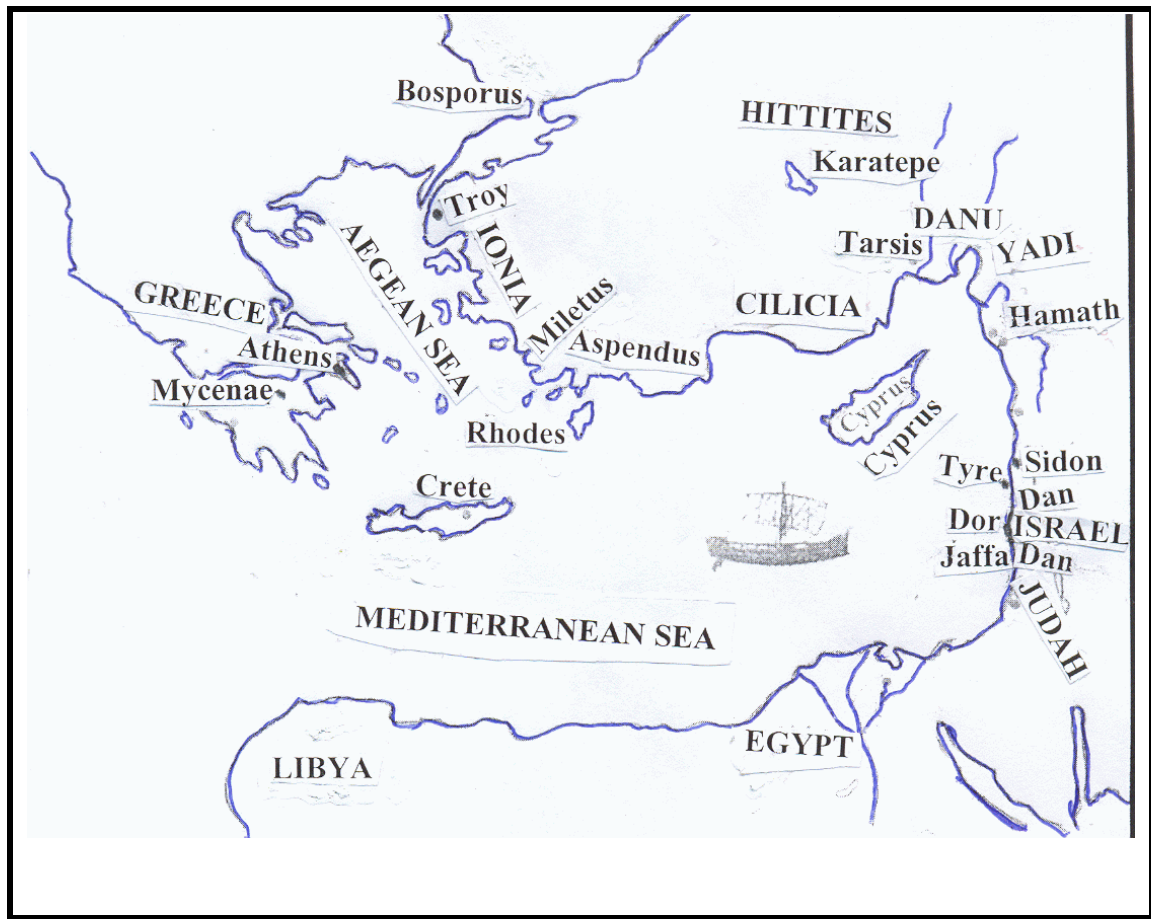 Bosporus
HITTITES
Karatepe
Troy
DANU
Tarsis
YADI
IONIA
AEGEAN SEA
GREECE
CILICIA
Miletus
Hamath
Athens
Aspendus
Mycenae
Cyprus
Cyprus
Rhodes
Tyre
Sidon
Crete
Dan
Dor
ISRAEL
Jaffa
Dan
JUDAH
MEDITERRANEAN SEA
EGYPT
LIBYA